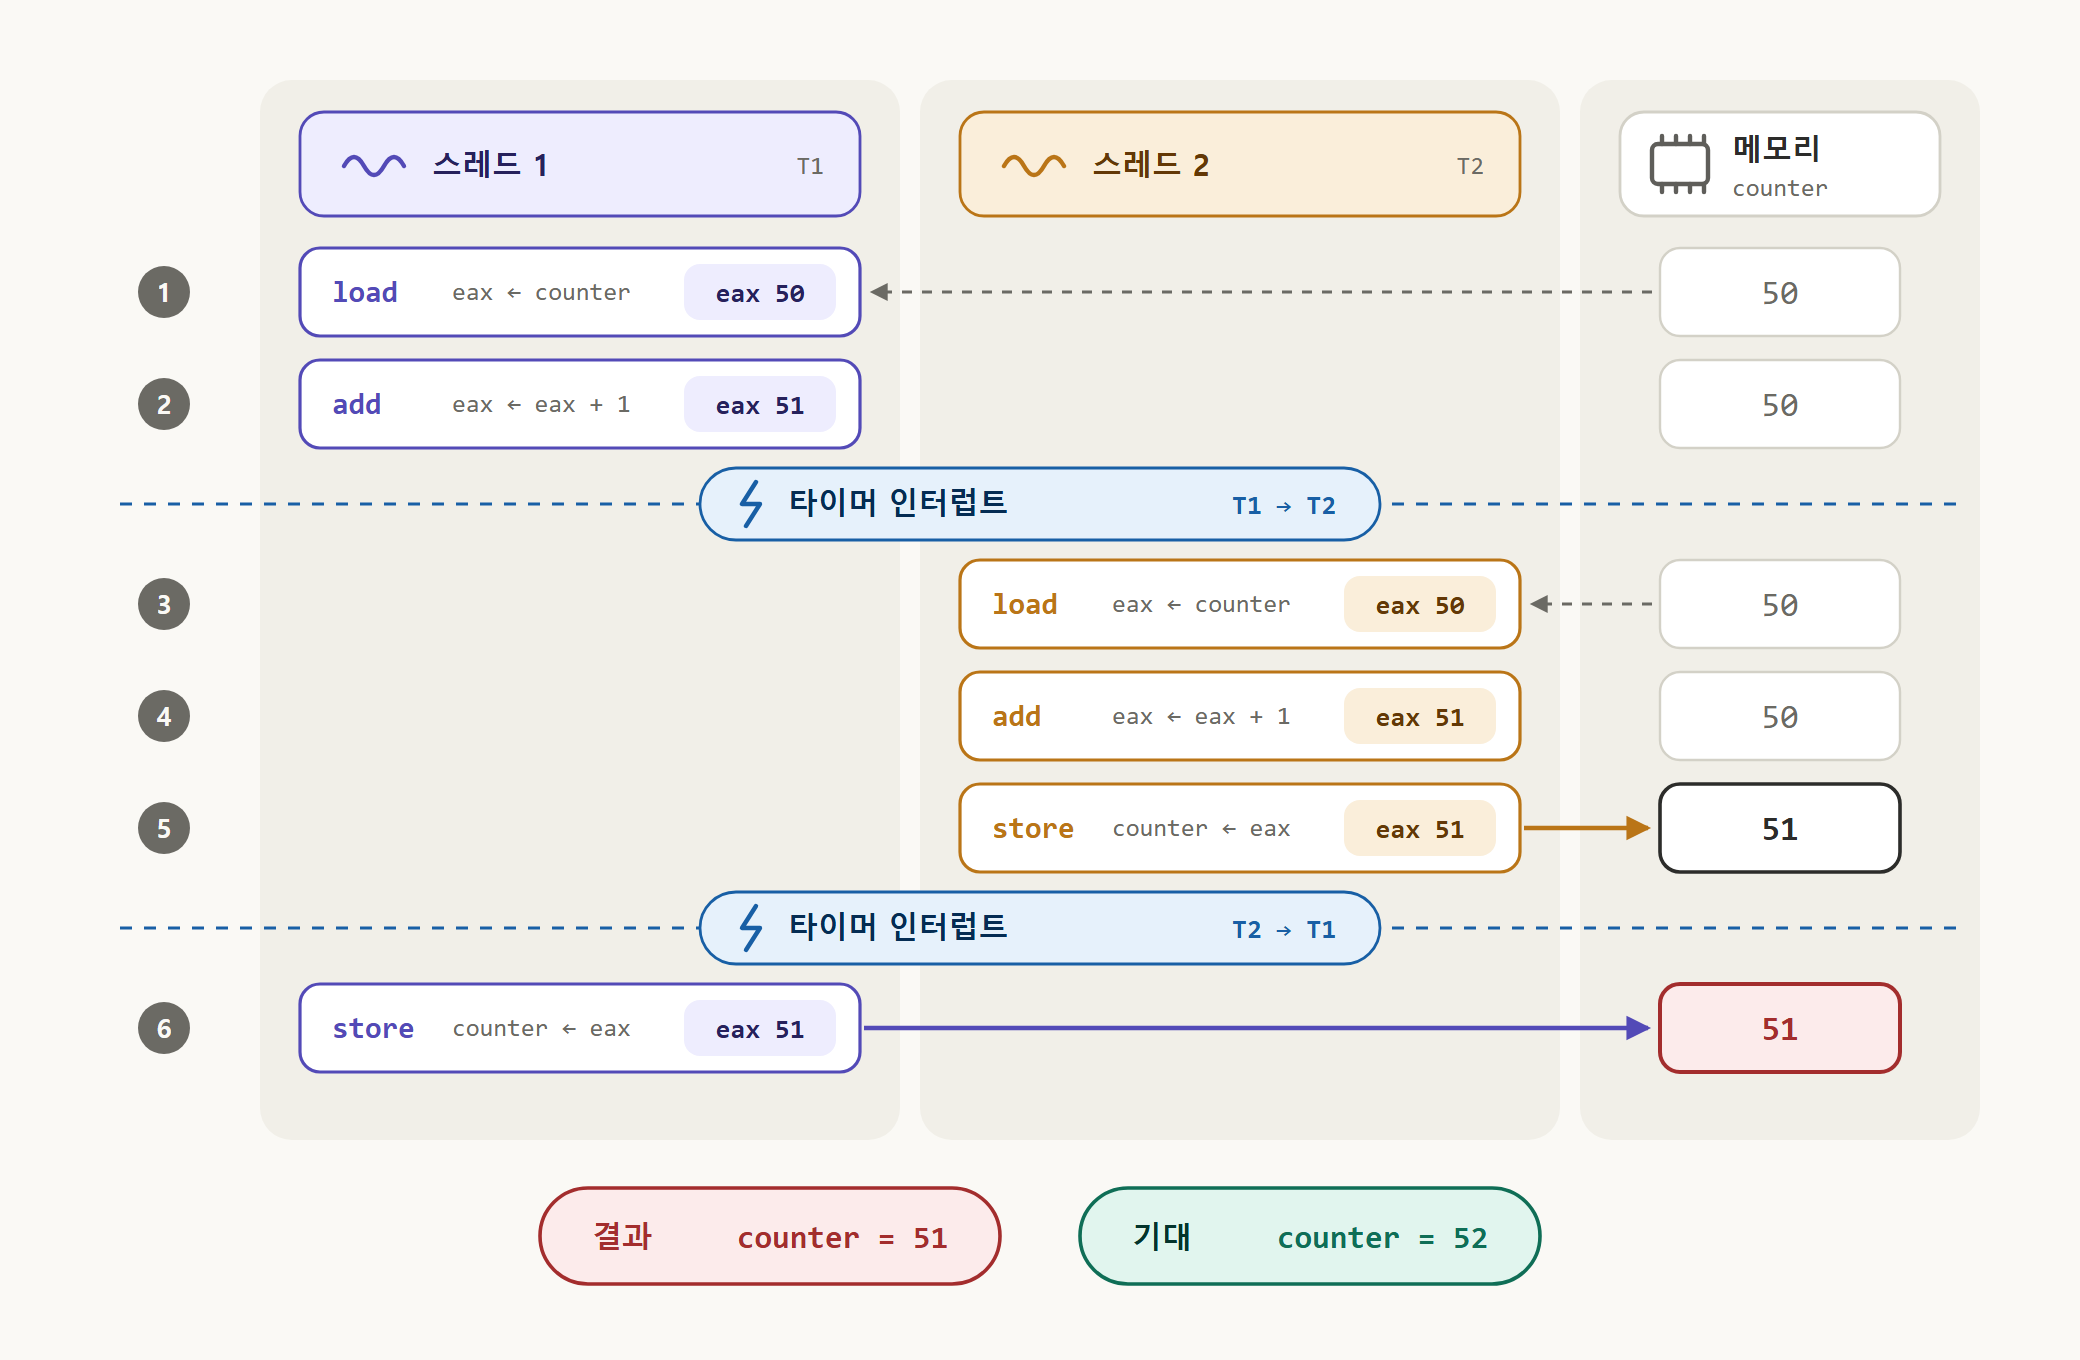 스레드 1 T1
스레드 2 T2
메모리
counter
1 load eax ← counter eax 50 50
2 add eax ← eax + 1 eax 51 50
타이머 인터럽트 T1 → T2
3 load eax ← counter eax 50 50
4 add eax ← eax + 1 eax 51 50
5 store counter ← eax eax 51 51
타이머 인터럽트 T2 → T1
6 store counter ← eax eax 51 51
결과 counter = 51
기대 counter = 52